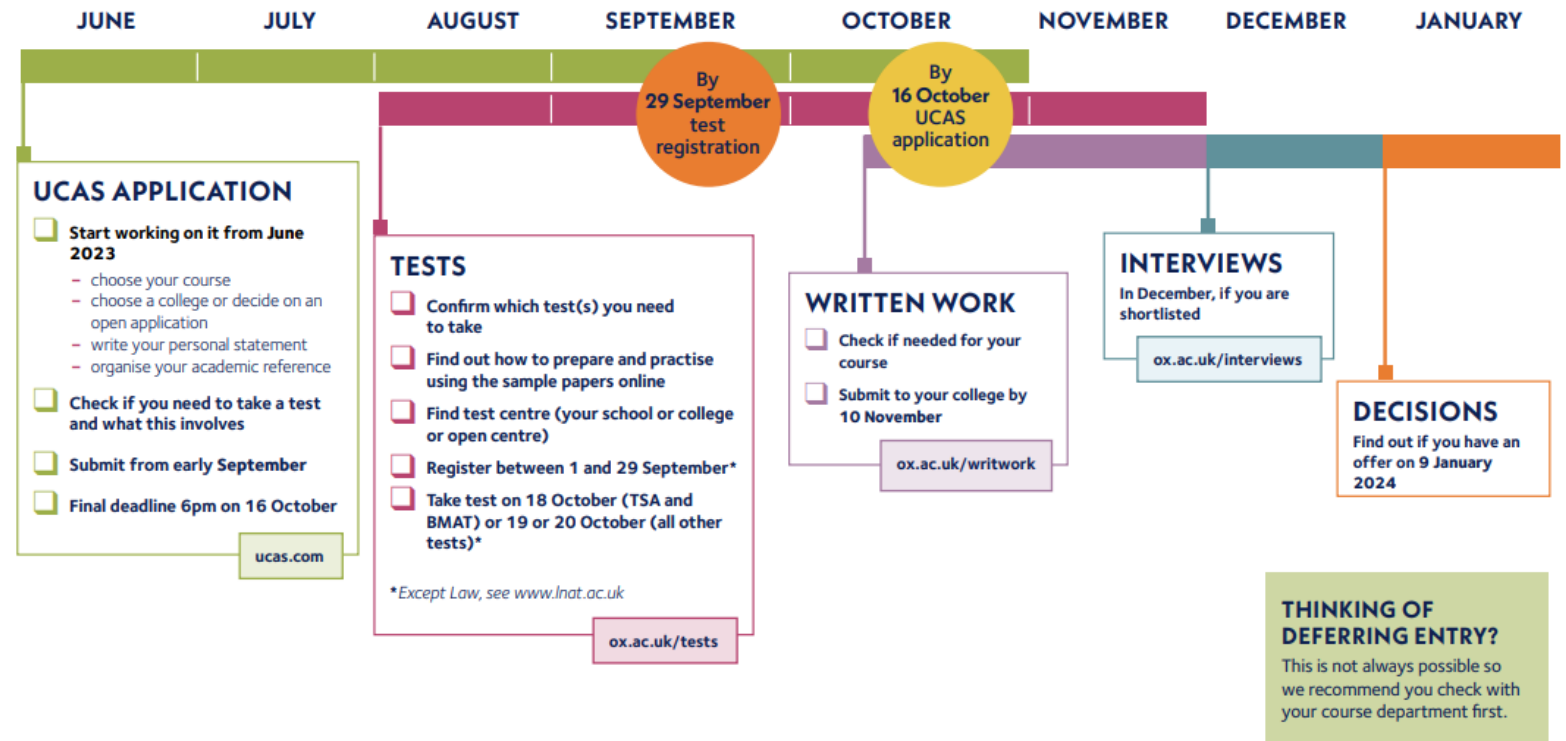 JUNE JULY AUGUST SEPTEMBER OCTOBER NOVEMBER DECEMBER JANUARY
By
29 September
test
registration
By
16 October
UCAS
application
UCAS APPLICATION
Start working on it from June
2023
– choose your course
– choose a college or decide on an
open application
– write your personal statement
– organise your academic reference
Check if you need to take a test
and what this involves
Submit from early September
Final deadline 6pm on 16 October
ucas.com
TESTS
Confirm which test(s) you need
to take
Find out how to prepare and practise
using the sample papers online
Find test centre (your school or college
or open centre)
Register between 1 and 29 September*
Take test on 18 October (TSA and
BMAT) or 19 or 20 October (all other
tests)*
*Except Law, see www.lnat.ac.uk
ox.ac.uk/tests
WRITTEN WORK
Check if needed for your
course
Submit to your college by
10 November
ox.ac.uk/writwork
INTERVIEWS
In December, if you are
shortlisted
ox.ac.uk/interviews
DECISIONS
Find out if you have an
offer on 9 January
2024
THINKING OF
DEFERRING ENTRY?
This is not always possible so
we recommend you check with
your course department first.